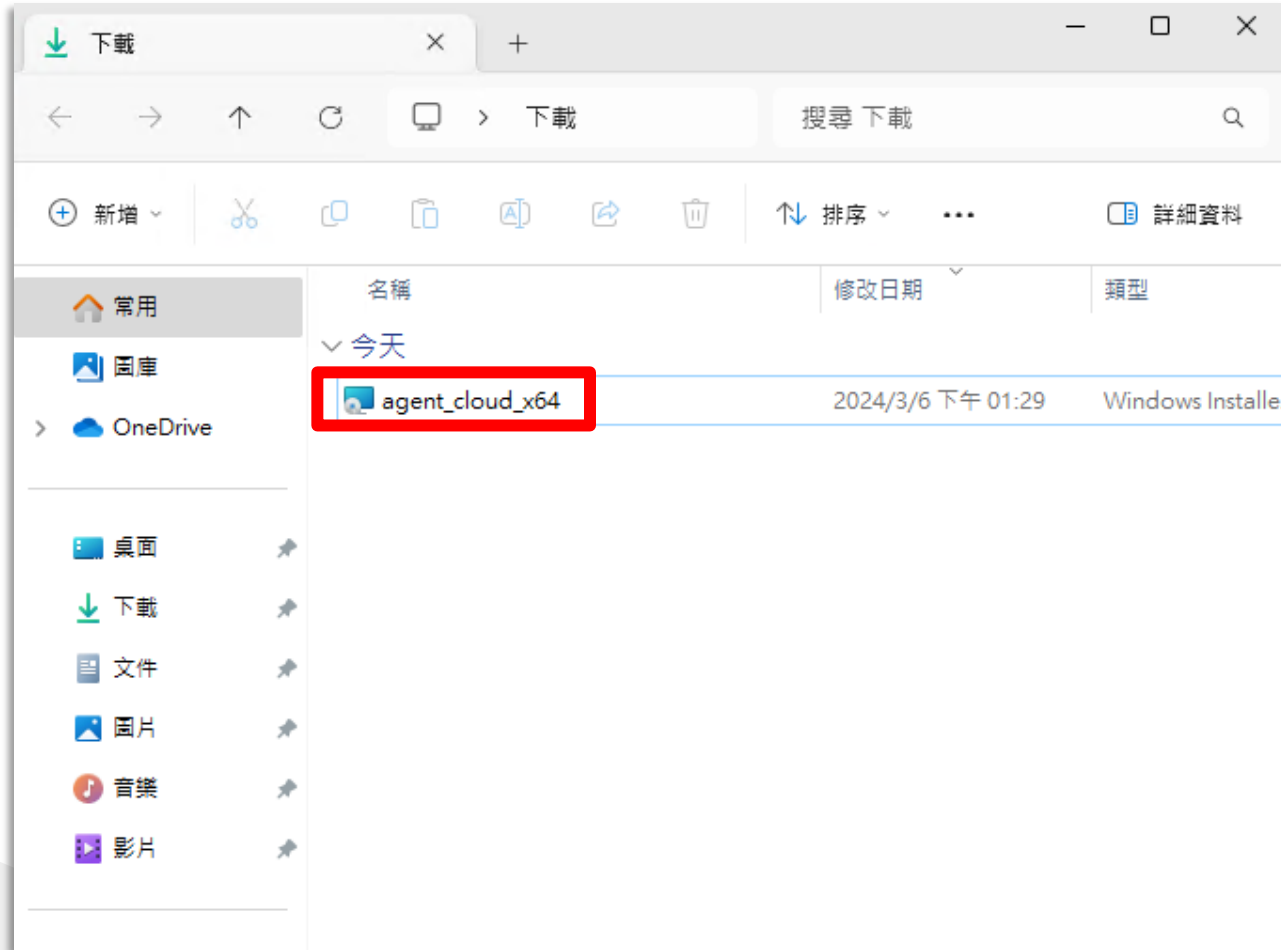 下載
下載
搜尋 下載
新增
排序
詳細資料
名稱
修改日期
類型
常用
今天
圖庫
agent_cloud_x64
2024/3/6 下午 01:29
Windows Installe
OneDrive
桌面
下載
文件
圖片
音樂
影片